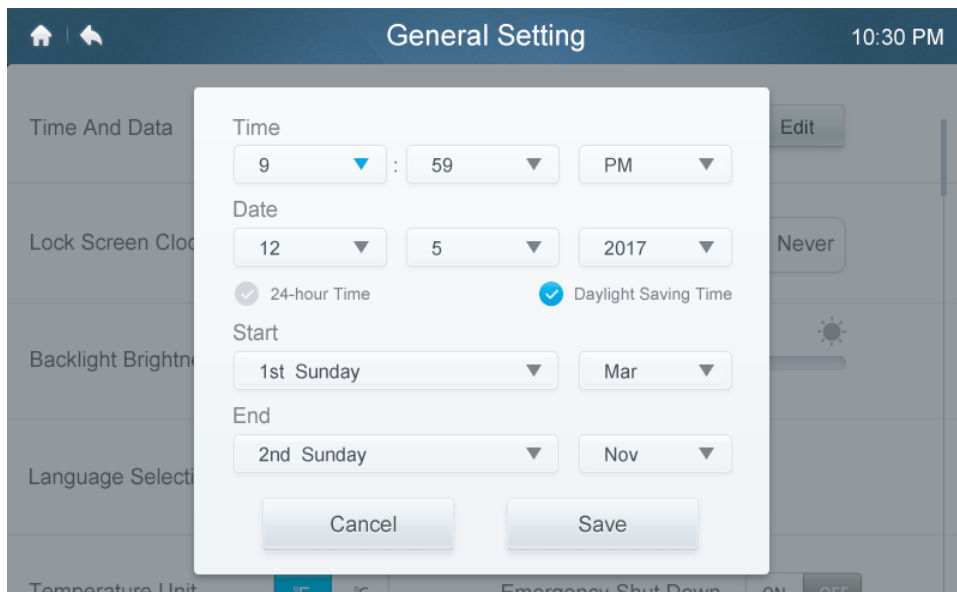 General Setting
10:30 PM
Time And Data
Edit
Time
9 : 59 PM
Date
12 5 2017
Lock Screen Cloc
Never
24-hour Time
Daylight Saving Time
Start
1st Sunday Mar
Backlight Brightne
End
2nd Sunday Nov
Language Selecti
Cancel
Save
Temperature Unit
°F °C
Emergency Shut Down
ON OFF